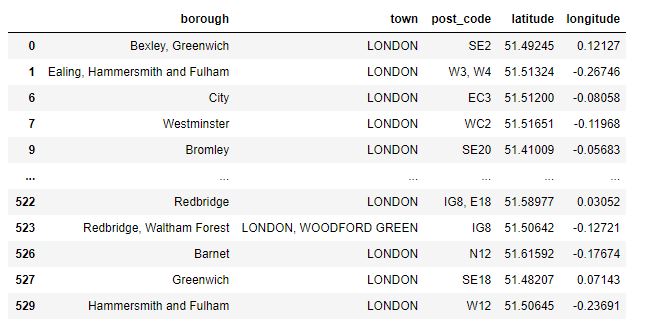 borough town post_code latitude longitude
0 Bexley, Greenwich LONDON SE2 51.49245 0.12127
1 Ealing, Hammersmith and Fulham LONDON W3, W4 51.51324 -0.26746
6 City LONDON EC3 51.51200 -0.08058
7 Westminster LONDON WC2 51.51651 -0.11968
9 Bromley LONDON SE20 51.41009 -0.05683
... ... ... ... ... ...
522 Redbridge LONDON IG8, E18 51.58977 0.03052
523 Redbridge, Waltham Forest LONDON, WOODFORD GREEN IG8 51.50642 -0.12721
526 Barnet LONDON N12 51.61592 -0.17674
527 Greenwich LONDON SE18 51.48207 0.07143
529 Hammersmith and Fulham LONDON W12 51.50645 -0.23691